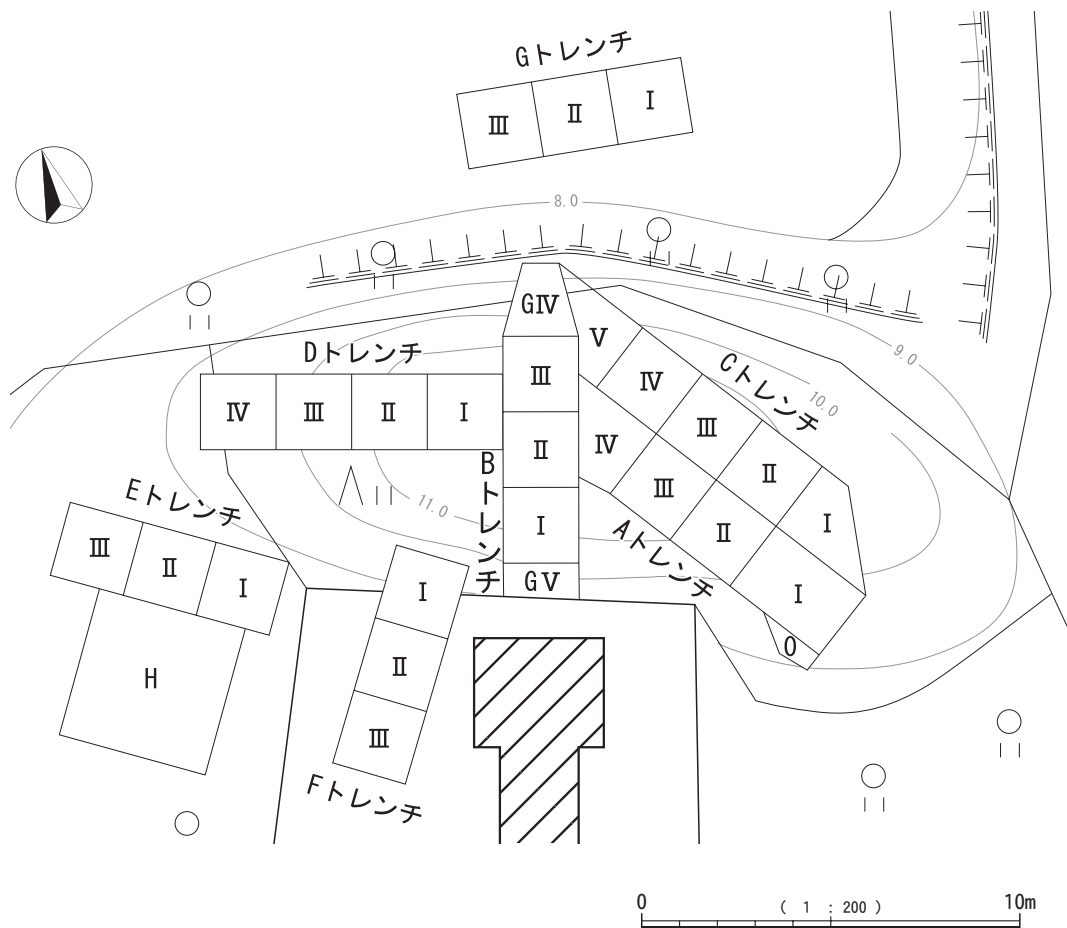 Gトレンチ
Ⅲ Ⅱ Ⅰ
8.0
GⅣ
Ⅴ
9.0
Dトレンチ
Ⅳ Ⅲ Ⅱ Ⅰ
Ⅲ
Ⅱ
Ⅰ
GⅤ
Bトレンチ
Cトレンチ
Ⅳ Ⅲ Ⅱ Ⅰ
10.0
Ⅳ Ⅲ Ⅱ Ⅰ
0
Aトレンチ
11.0
Eトレンチ
Ⅲ Ⅱ Ⅰ
H
Ⅰ
Ⅱ
Ⅲ
Fトレンチ
0 ( 1 : 200 ) 10m